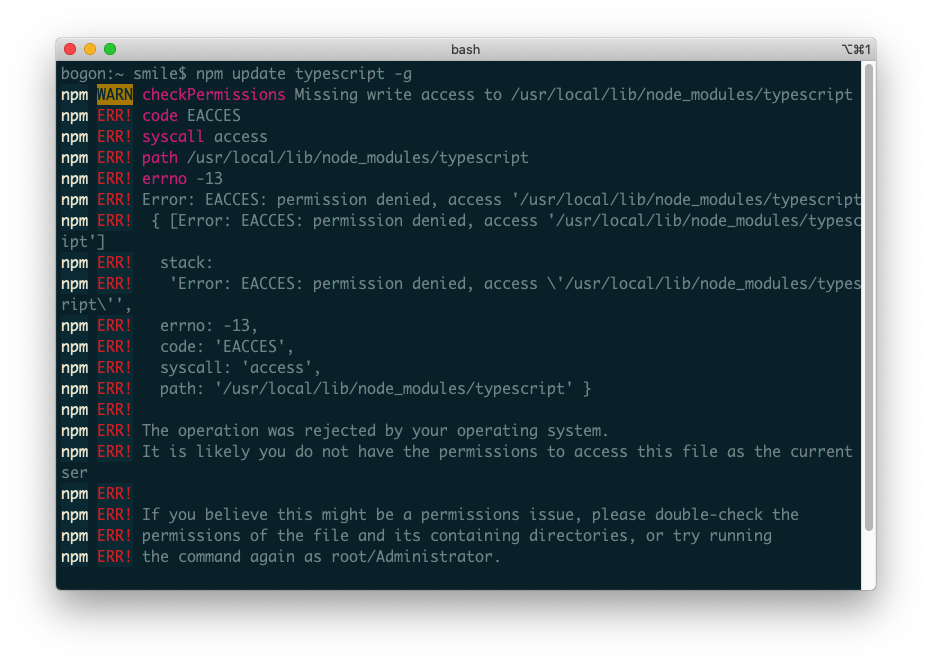 bash
⌥⌘1
bogon:~ smile$ npm update typescript -g
npm WARN checkPermissions Missing write access to /usr/local/lib/node_modules/typescript
npm ERR! code EACCES
npm ERR! syscall access
npm ERR! path /usr/local/lib/node_modules/typescript
npm ERR! errno -13
npm ERR! Error: EACCES: permission denied, access '/usr/local/lib/node_modules/typescript
npm ERR!  { [Error: EACCES: permission denied, access '/usr/local/lib/node_modules/typesc
ipt']
npm ERR!   stack:
npm ERR!    'Error: EACCES: permission denied, access \'/usr/local/lib/node_modules/types
ript\'',
npm ERR!   errno: -13,
npm ERR!   code: 'EACCES',
npm ERR!   syscall: 'access',
npm ERR!   path: '/usr/local/lib/node_modules/typescript' }
npm ERR!
npm ERR! The operation was rejected by your operating system.
npm ERR! It is likely you do not have the permissions to access this file as the current
ser
npm ERR!
npm ERR! If you believe this might be a permissions issue, please double-check the
npm ERR! permissions of the file and its containing directories, or try running
npm ERR! the command again as root/Administrator.